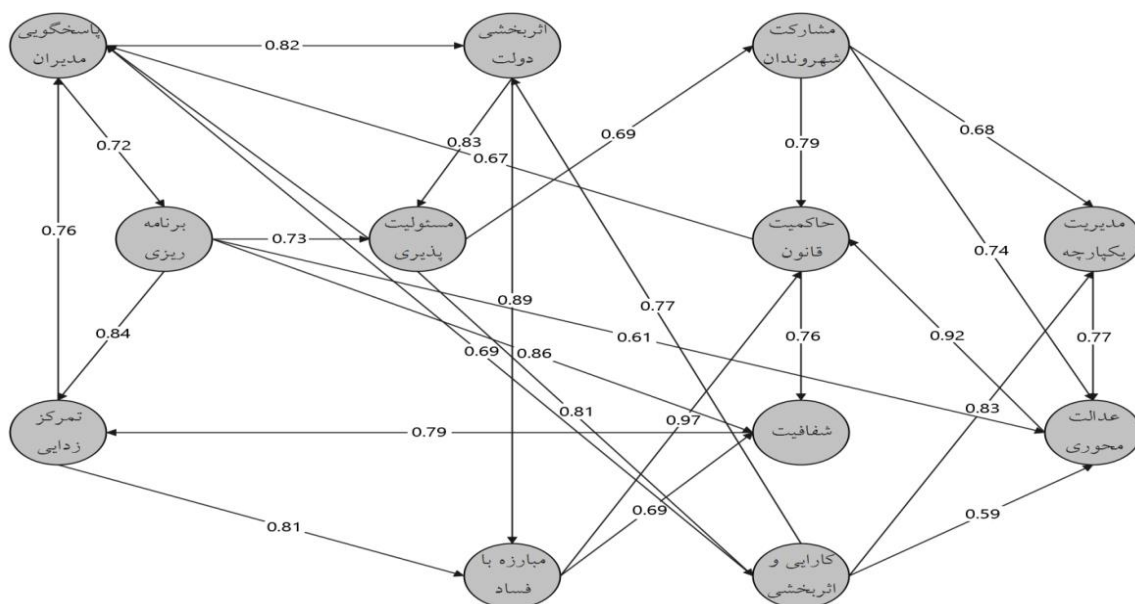 پاسخگویی
مدیران
0.82
اثربخشی
دولت
مشارکت
شهروندان
0.72
0.83
0.67
0.69
0.79
0.68
0.76
برنامه
ریزی
0.73
مسئولیت
پذیری
حاکمیت
قانون
0.74
مدیریت
یکپارچه
0.84
0.69
0.86
0.89
0.77
0.61
0.76
0.92
0.77
تمرکز
زدایی
0.79
0.81
0.97
شفافیت
0.83
عدالت
محوری
0.81
0.69
0.59
مبارزه با
فساد
کارایی و
اثربخشی